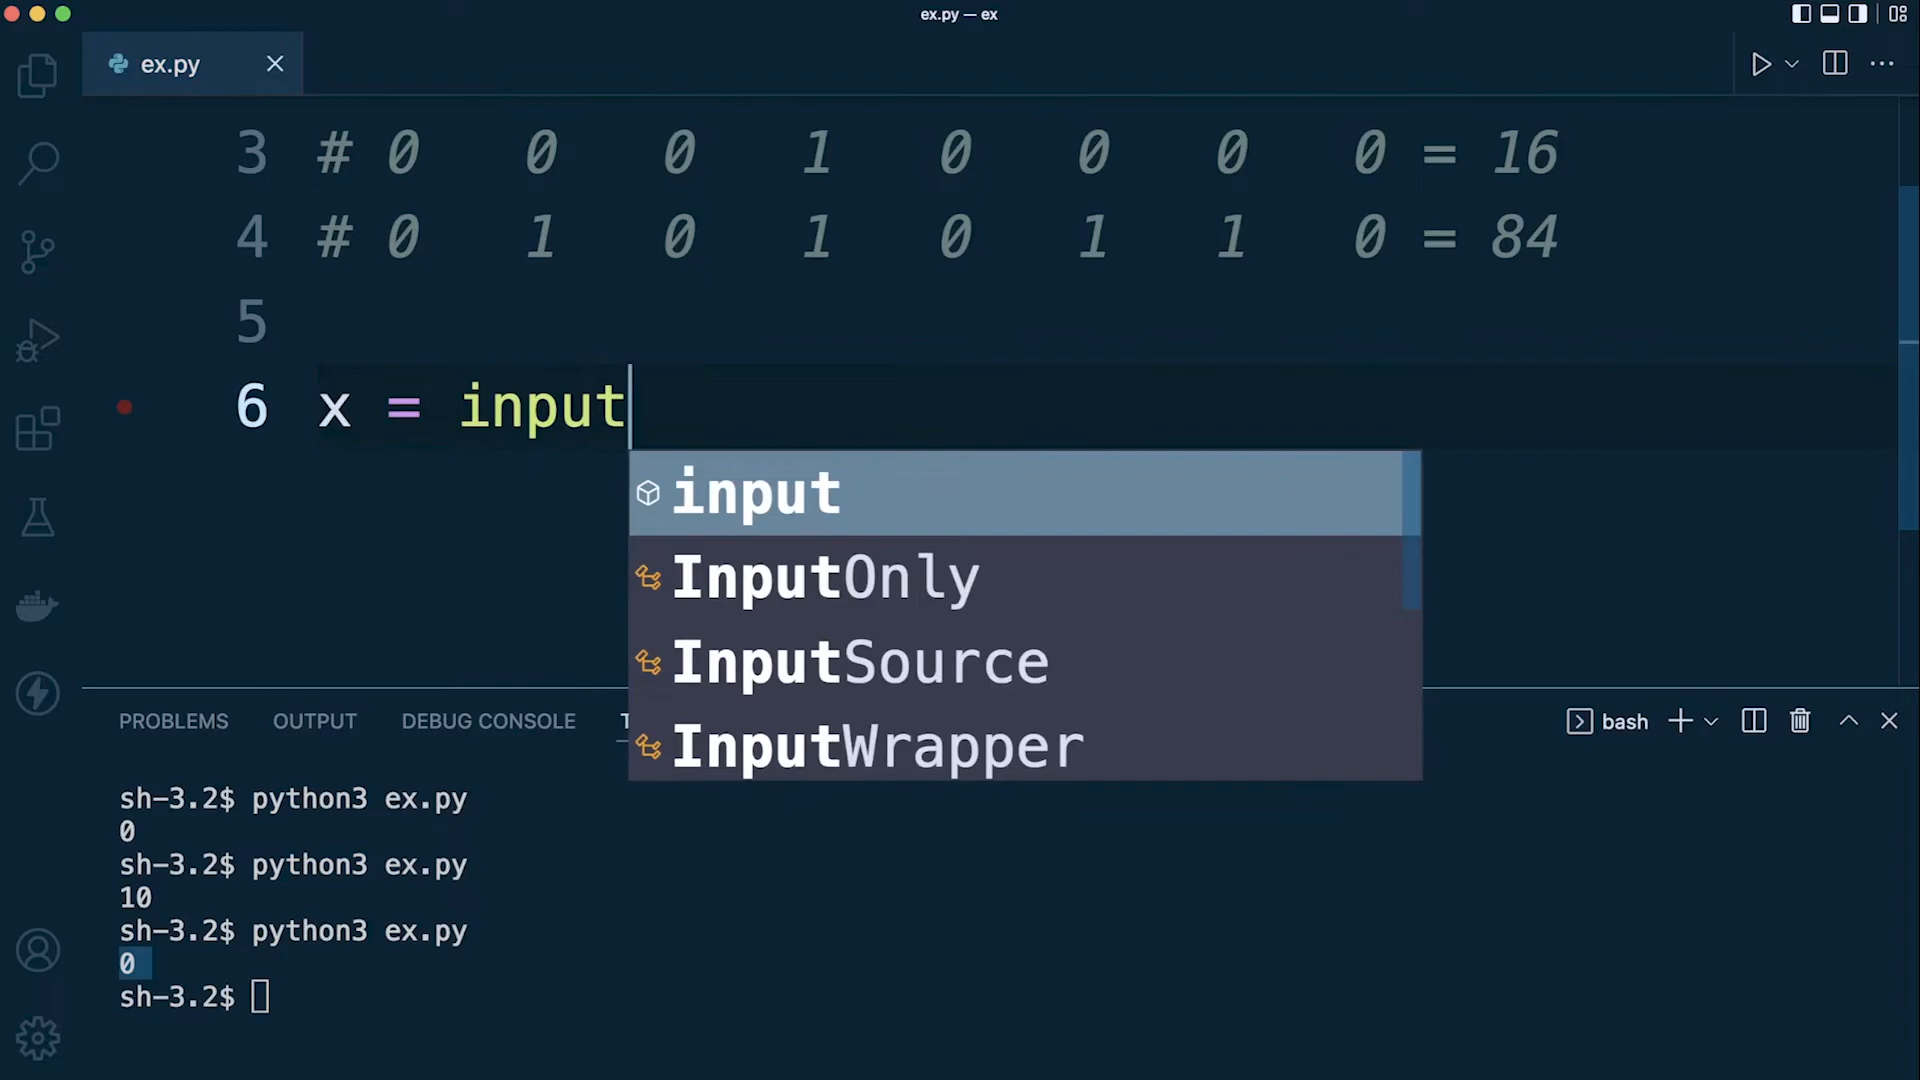 ex.py — ex
ex.py
3 # 0 0 0 1 0 0 0 0 = 16
4 # 0 1 0 1 0 1 1 0 = 84
5
6 x = input
input
InputOnly
InputSource
InputWrapper
PROBLEMS OUTPUT DEBUG CONSOLE T bash
sh-3.2$ python3 ex.py
0
sh-3.2$ python3 ex.py
10
sh-3.2$ python3 ex.py
0
sh-3.2$